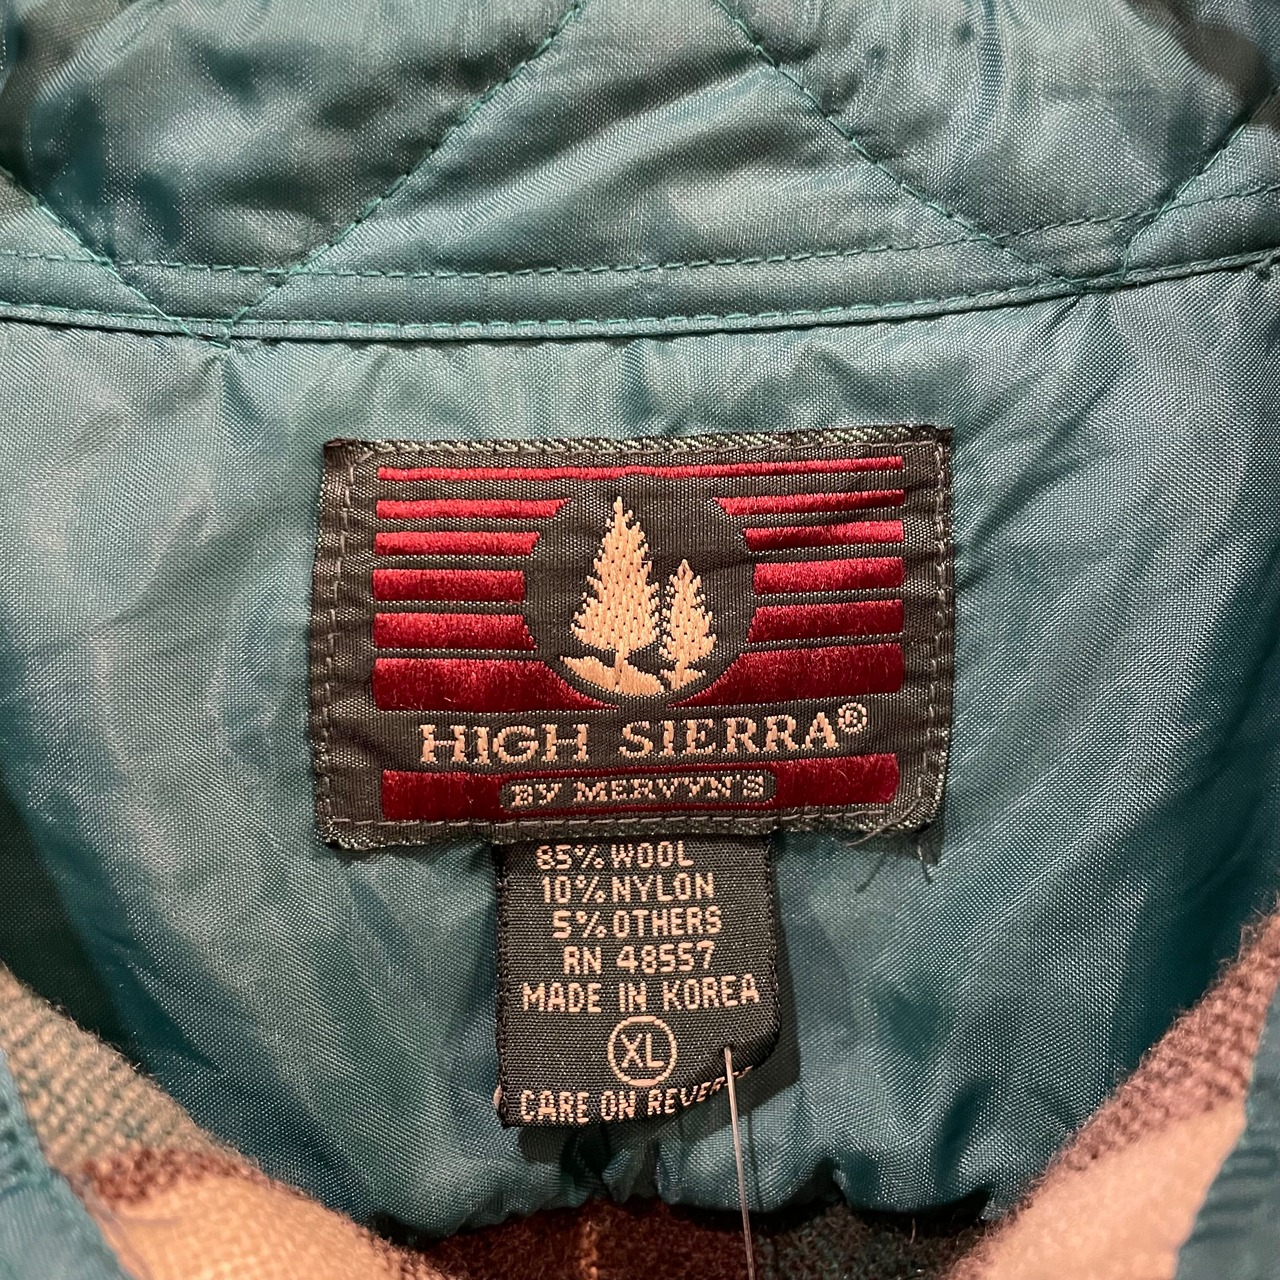 HIGH SIERRA®
BY MERVYN'S
85% WOOL
10% NYLON
5% OTHERS
RN 48557
MADE IN KOREA
XL
CARE ON